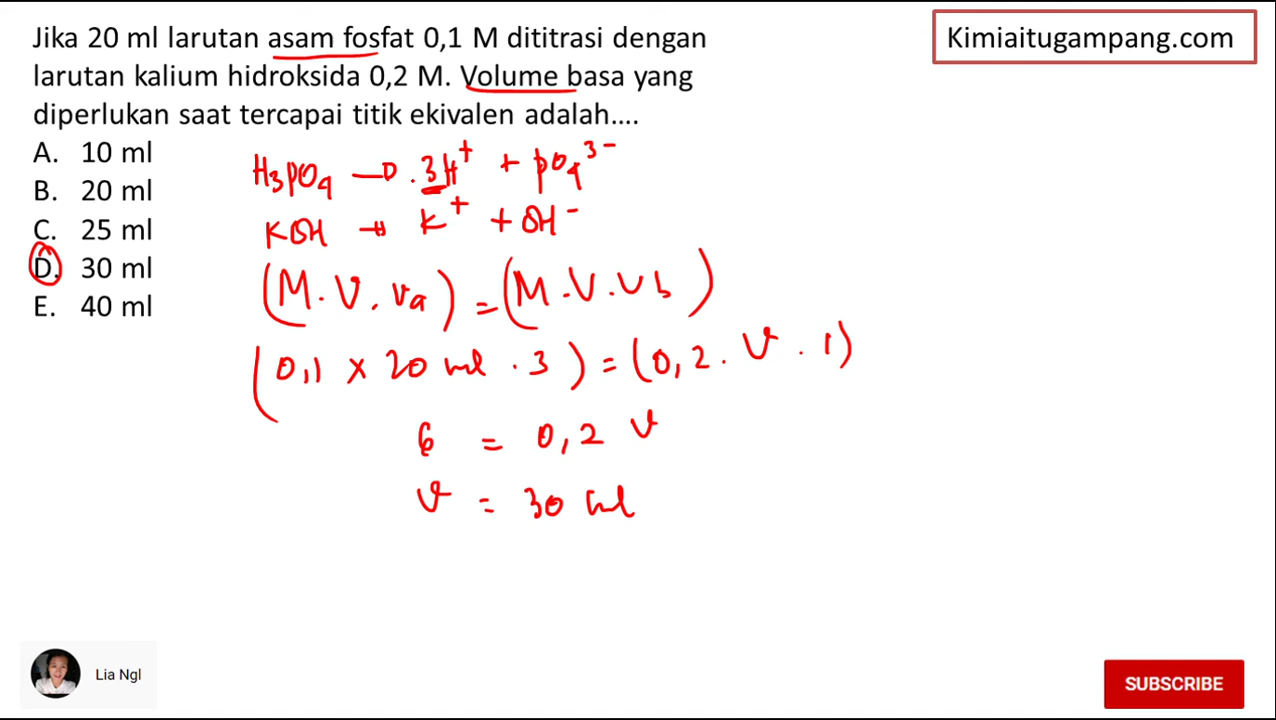 Jika 20 ml larutan asam fosfat 0,1 M dititrasi dengan
larutan kalium hidroksida 0,2 M. Volume basa yang
diperlukan saat tercapai titik ekivalen adalah....
A. 10 ml
B. 20 ml
C. 25 ml
D. 30 ml
E. 40 ml
Kimiaitugampang.com
H₃PO₄ → 3H⁺ + PO₄³⁻
KOH → K⁺ + OH⁻
(M.V.va) = (M.V.vb)
(0,1 x 20 ml . 3) = (0,2 . V . 1)
6 = 0,2 V
V = 30 ml
Lia Ngl
SUBSCRIBE